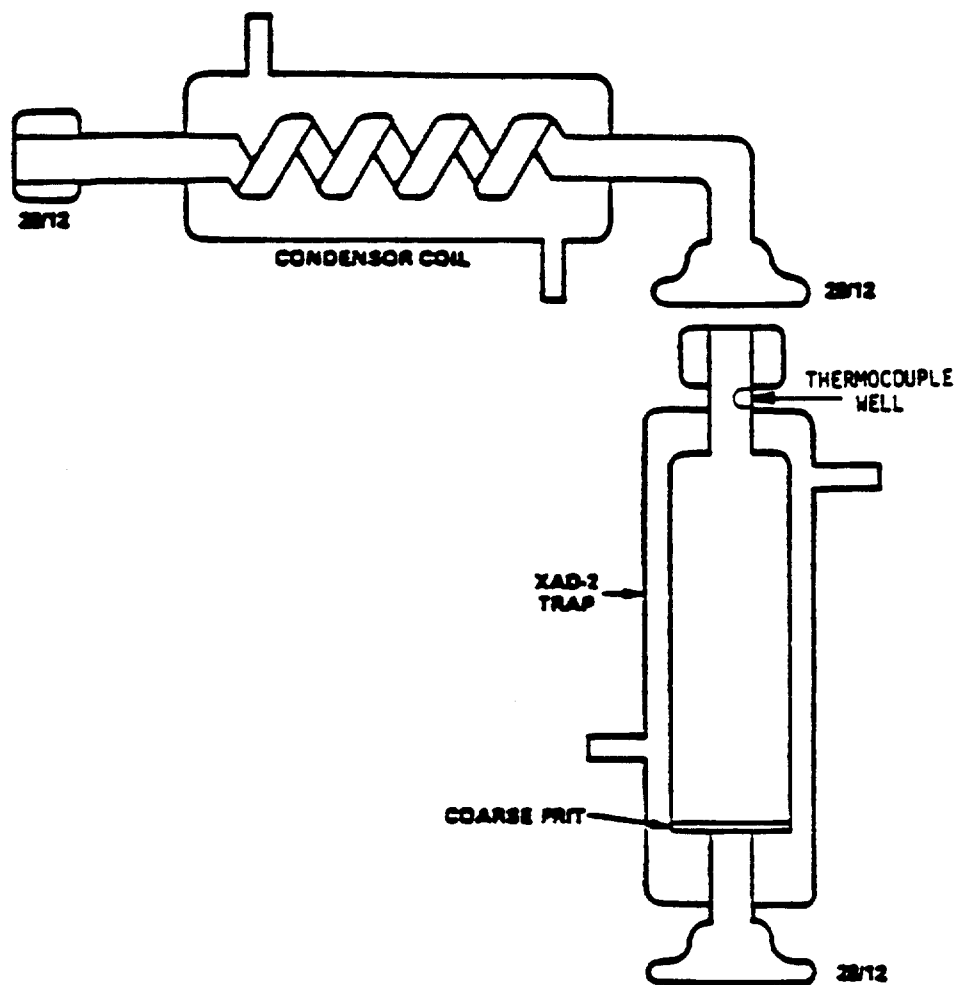 28/12
CONDENSOR COIL
28/12
THERMOCOUPLE
WELL
XAD-2
TRAP
COARSE FRIT
28/12